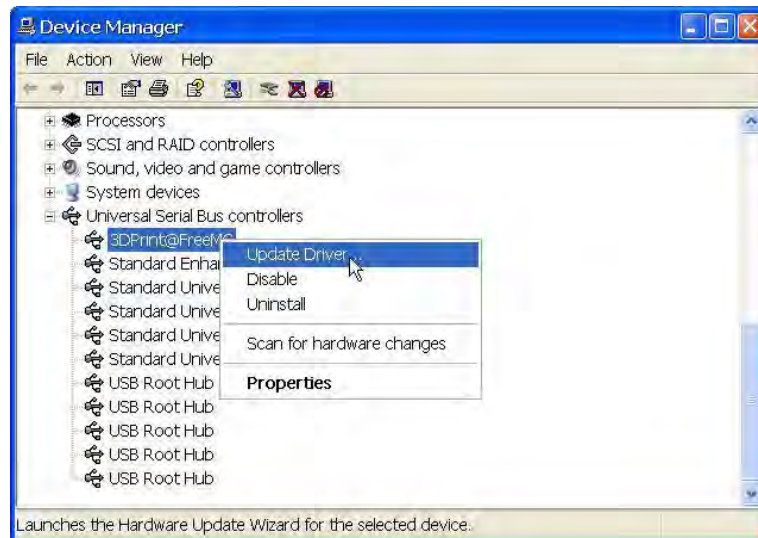 Device Manager
File Action View Help
Processors
SCSI and RAID controllers
Sound, video and game controllers
System devices
Universal Serial Bus controllers
3DPrint@FreeMC
Update Driver...
Standard Enha
Disable
Standard Unive
Uninstall
Standard Unive
Standard Unive
Scan for hardware changes
Standard Unive
USB Root Hub
Properties
USB Root Hub
USB Root Hub
USB Root Hub
USB Root Hub
Launches the Hardware Update Wizard for the selected device.